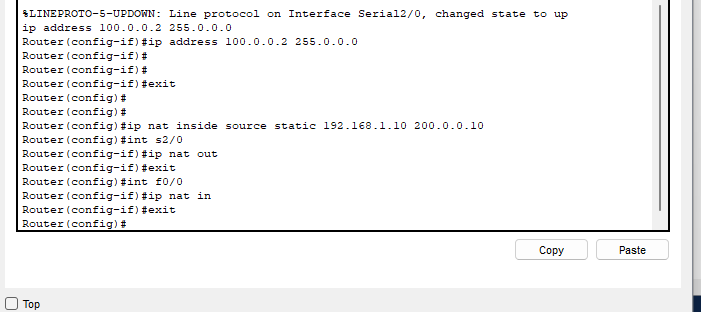 %LINEPROTO-5-UPDOWN: Line protocol on Interface Serial2/0, changed state to up
ip address 100.0.0.2 255.0.0.0
Router(config-if)#ip address 100.0.0.2 255.0.0.0
Router(config-if)#
Router(config-if)#
Router(config-if)#exit
Router(config)#
Router(config)#
Router(config)#ip nat inside source static 192.168.1.10 200.0.0.10
Router(config)#int s2/0
Router(config-if)#ip nat out
Router(config-if)#exit
Router(config)#int f0/0
Router(config-if)#ip nat in
Router(config-if)#exit
Router(config)#
Copy Paste
Top